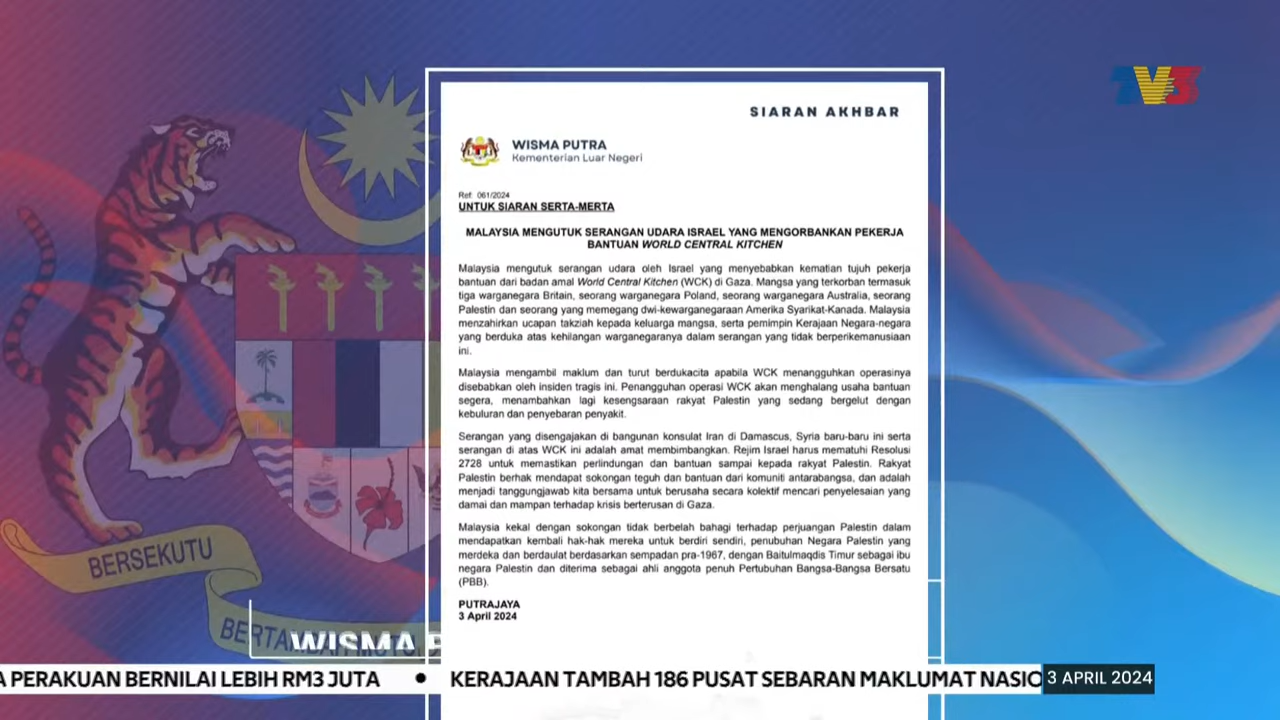 TV3
SIARAN AKHBAR
WISMA PUTRA
Kementerian Luar Negeri
Ref: 061/2024
UNTUK SIARAN SERTA-MERTA
MALAYSIA MENGUTUK SERANGAN UDARA ISRAEL YANG MENGORBANKAN PEKERJA
BANTUAN WORLD CENTRAL KITCHEN
Malaysia mengutuk serangan udara oleh Israel yang menyebabkan kematian tujuh pekerja
bantuan dari badan amal World Central Kitchen (WCK) di Gaza. Mangsa yang terkorban termasuk
tiga warganegara Britain, seorang warganegara Poland, seorang warganegara Australia, seorang
Palestin dan seorang yang memegang dwi-kewarganegaraan Amerika Syarikat-Kanada. Malaysia
menzahirkan ucapan takziah kepada keluarga mangsa, serta pemimpin Kerajaan Negara-negara
yang berduka atas kehilangan warganegaranya dalam serangan yang tidak berperikemanusiaan
ini.
Malaysia mengambil maklum dan turut berdukacita apabila WCK menangguhkan operasinya
disebabkan oleh insiden tragis ini. Penangguhan operasi WCK akan menghalang usaha bantuan
segera, menambahkan lagi kesengsaraan rakyat Palestin yang sedang bergelut dengan
kebuluran dan penyebaran penyakit.
Serangan yang disengajakan di bangunan konsulat Iran di Damascus, Syria baru-baru ini serta
serangan di atas WCK ini adalah amat membimbangkan. Rejim Israel harus mematuhi Resolusi
2728 untuk memastikan perlindungan dan bantuan sampai kepada rakyat Palestin. Rakyat
Palestin berhak mendapat sokongan teguh dan bantuan dari komuniti antarabangsa, dan adalah
menjadi tanggungjawab kita bersama untuk berusaha secara kolektif mencari penyelesaian yang
damai dan mampan terhadap krisis berterusan di Gaza.
Malaysia kekal dengan sokongan tidak berbelah bahagi terhadap perjuangan Palestin dalam
mendapatkan kembali hak-hak mereka untuk berdiri sendiri, penubuhan Negara Palestin yang
merdeka dan berdaulat berdasarkan sempadan pra-1967, dengan Baitulmaqdis Timur sebagai ibu
negara Palestin dan diterima sebagai ahli anggota penuh Pertubuhan Bangsa-Bangsa Bersatu
(PBB).
PUTRAJAYA
3 April 2024
BERSEKUTU
WISMA
A PERAKUAN BERNILAI LEBIH RM3 JUTA • KERAJAAN TAMBAH 186 PUSAT SEBARAN MAKLUMAT NASIO
3 APRIL 2024